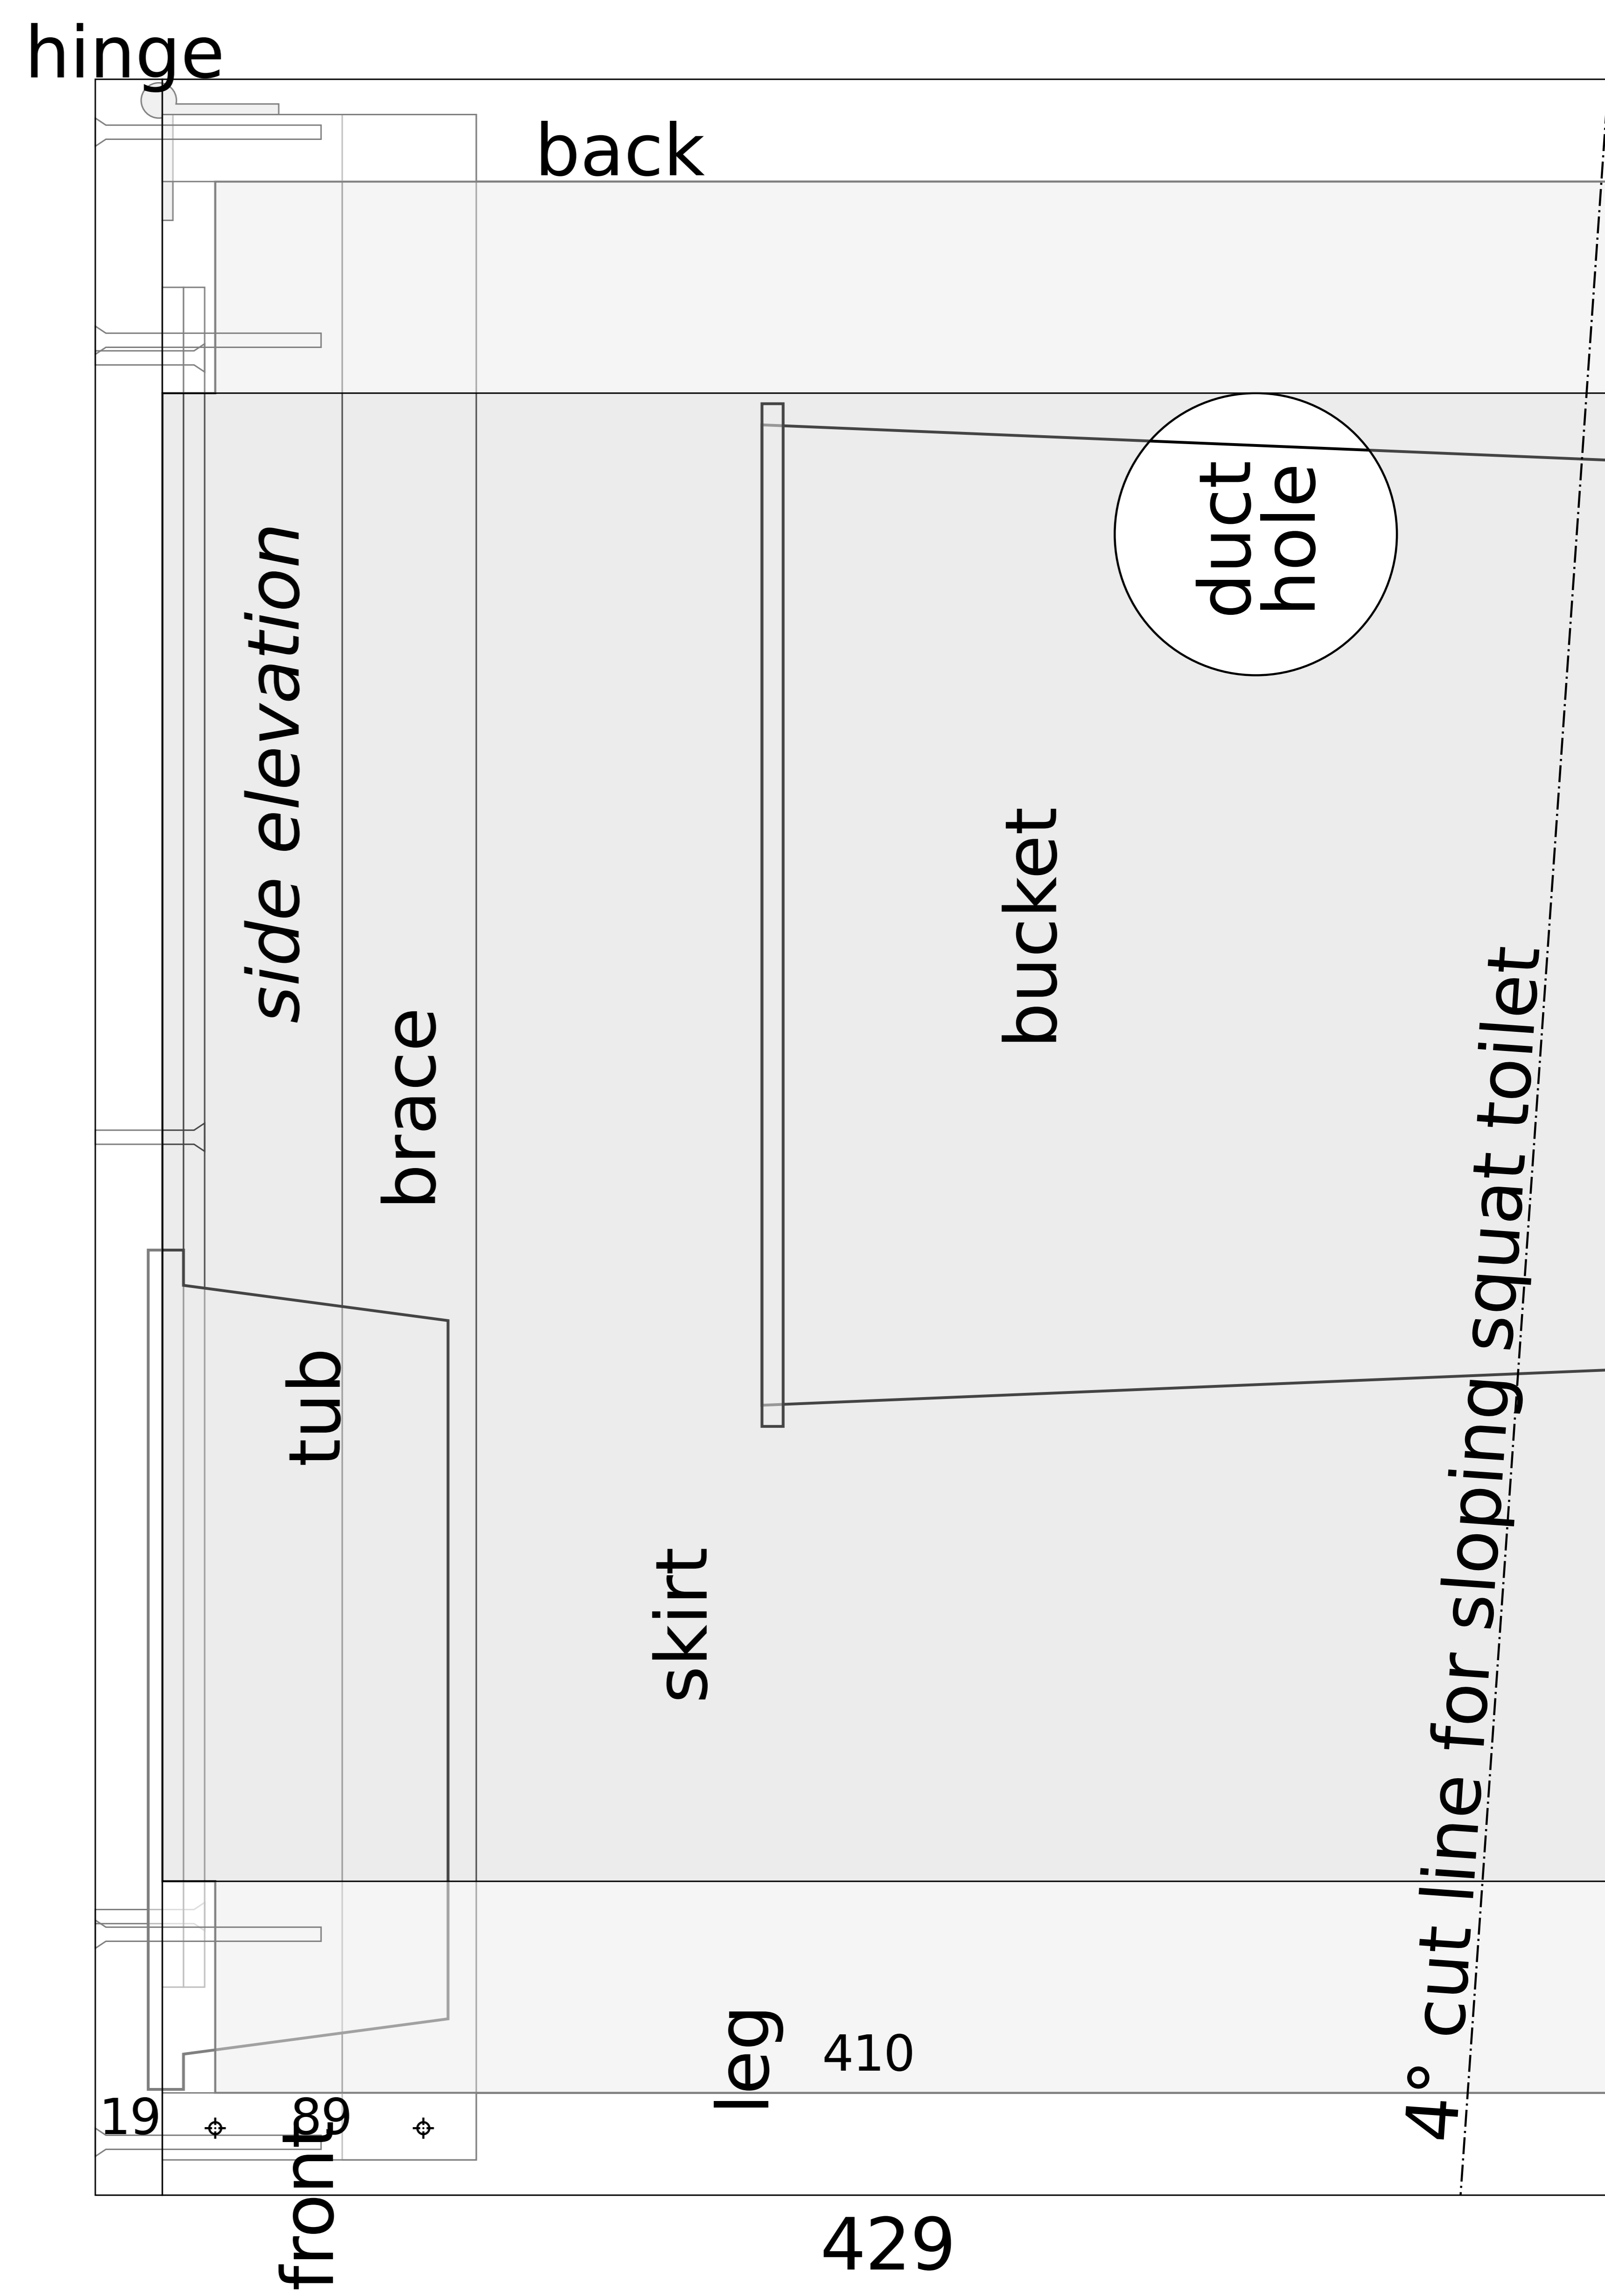 hinge
back
duct
hole
side elevation
bucket
brace
tub
skirt
4° cut line for sloping squat toilet
leg
410
19
89
front
429